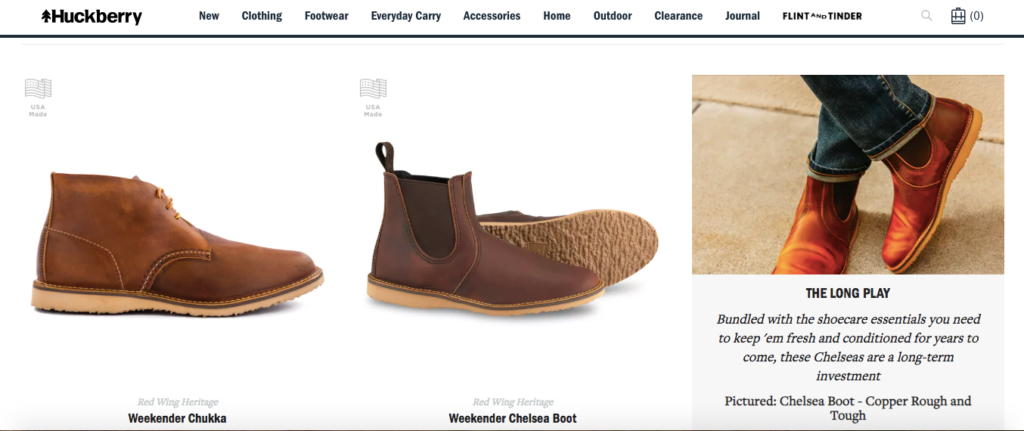 Huckberry
New Clothing Footwear Everyday Carry Accessories Home Outdoor Clearance Journal FLINT AND TINDER (0)
USA
Made
USA
Made
Red Wing Heritage
Weekender Chukka
Red Wing Heritage
Weekender Chelsea Boot
THE LONG PLAY
Bundled with the shoecare essentials you need
to keep 'em fresh and conditioned for years to
come, these Chelseas are a long-term
investment
Pictured: Chelsea Boot - Copper Rough and
Tough